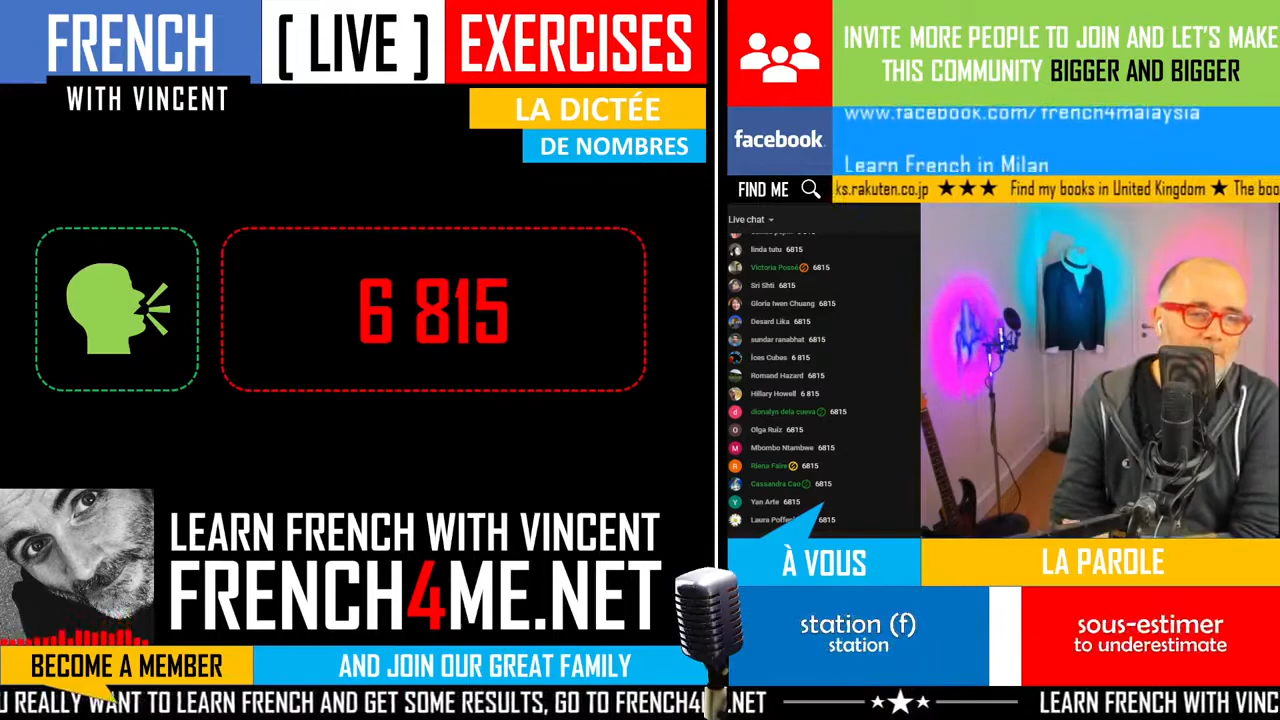 FRENCH
WITH VINCENT
[ LIVE ]
EXERCISES
LA DICTÉE
DE NOMBRES
6 815
LEARN FRENCH WITH VINCENT
FRENCH4ME.NET
BECOME A MEMBER
AND JOIN OUR GREAT FAMILY
INVITE MORE PEOPLE TO JOIN AND LET'S MAKE
THIS COMMUNITY BIGGER AND BIGGER
facebook
www.facebook.com/french4malaysia
Learn French in Milan
FIND ME
ks.rakuten.co.jp ★★★ Find my books in United Kingdom ★ The boo
Live chat
linda tutu 6815
Victoria Possé 6815
Sri Shti 6815
Gloria Iwen Chuang 6815
Desard Lika 6815
sundar ranabhat 6815
İces Cubes 6 815
Romand Hazard 6815
Hillary Howell 6 815
dionalyn dela cueva 6815
Olga Ruiz 6815
Mbombo Ntambwe 6815
Riena Faire 6815
Cassandra Cao 6815
Yan Arte 6815
Laura 6815
À VOUS
LA PAROLE
station (f)
station
sous-estimer
to underestimate
U REALLY WANT TO LEARN FRENCH AND GET SOME RESULTS, GO TO FRENCH4 .NET
LEARN FRENCH WITH VINC